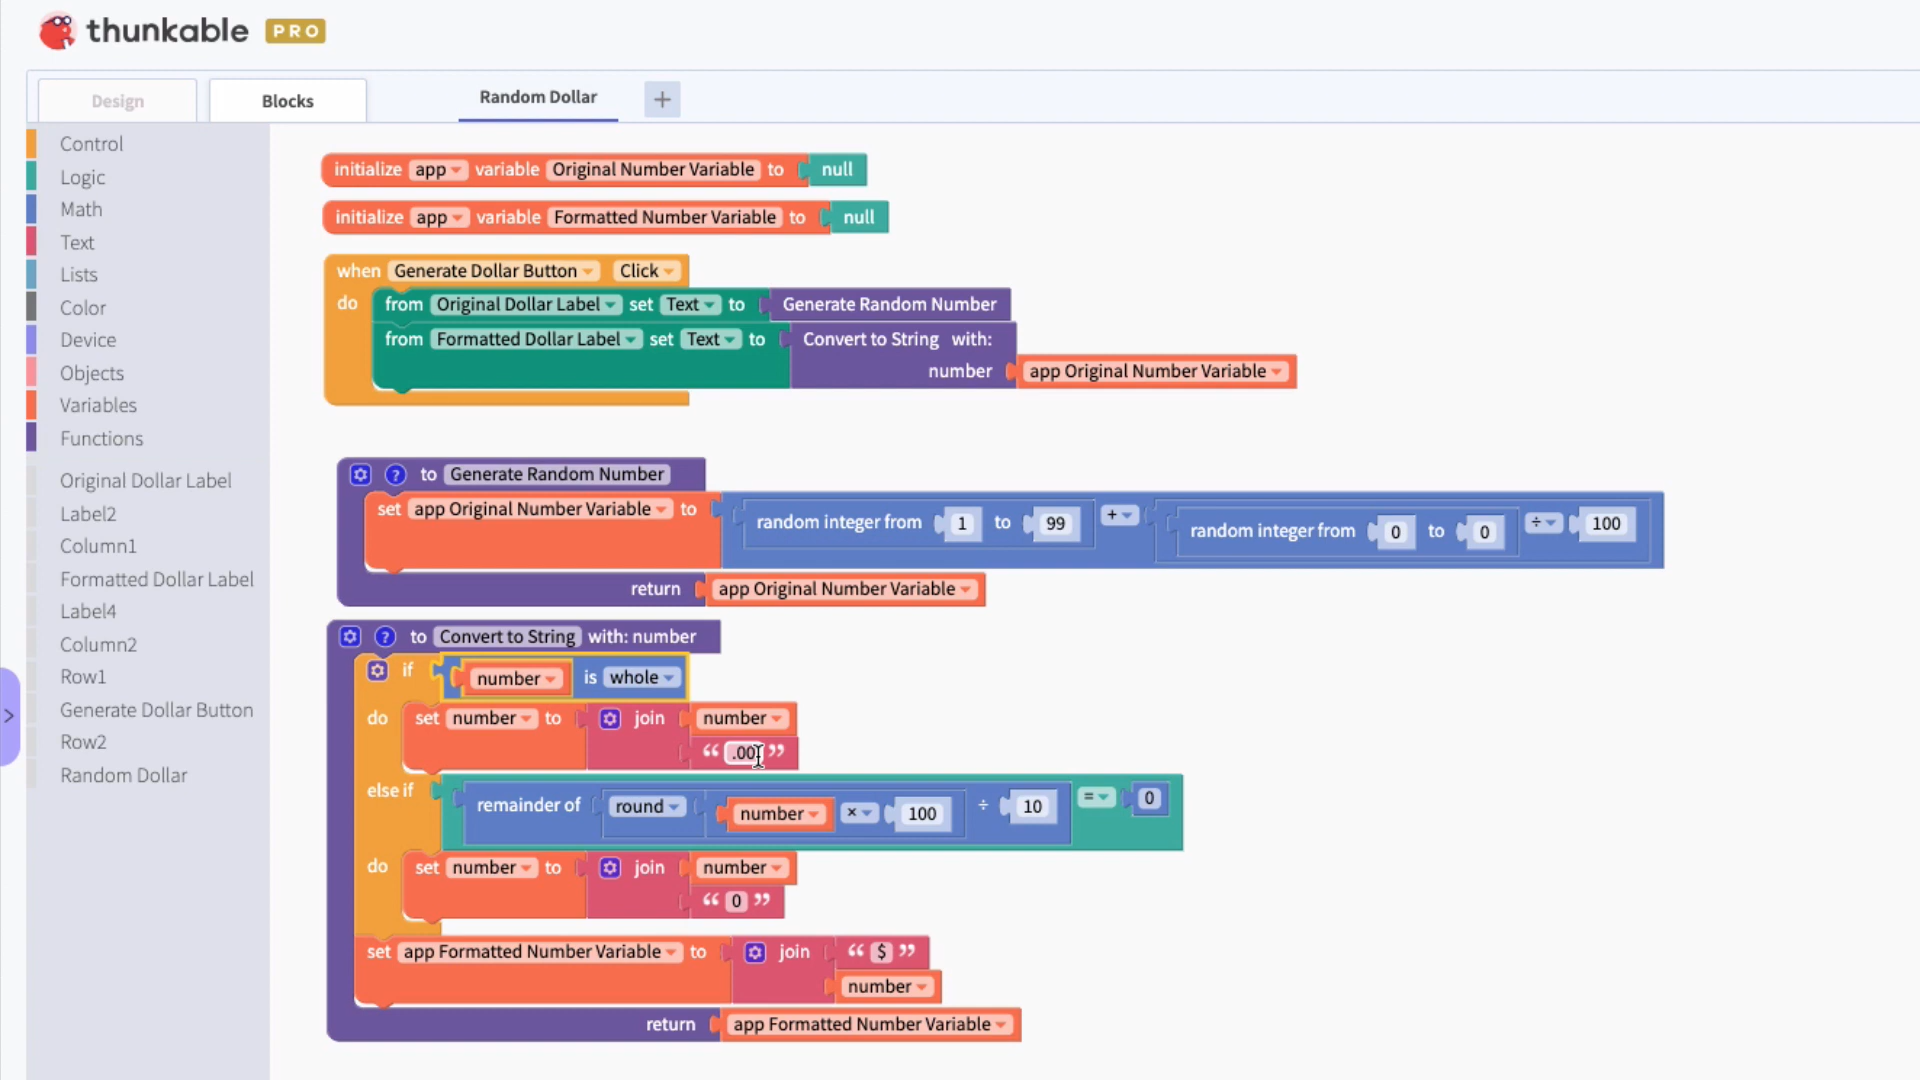 thunkable PRO
Design
Blocks
Random Dollar
+
Control
Logic
Math
Text
Lists
Color
Device
Objects
Variables
Functions
Original Dollar Label
Label2
Column1
Formatted Dollar Label
Label4
Column2
Row1
Generate Dollar Button
Row2
Random Dollar
initialize app variable Original Number Variable to null
initialize app variable Formatted Number Variable to null
when Generate Dollar Button Click
do from Original Dollar Label set Text to Generate Random Number
from Formatted Dollar Label set Text to Convert to String with:
number app Original Number Variable
? to Generate Random Number
set app Original Number Variable to random integer from 1 to 99 + random integer from 0 to 0 ÷ 100
return app Original Number Variable
? to Convert to String with: number
if number is whole
do set number to join number
“ .00 ”
else if remainder of round number × 100 ÷ 10 = 0
do set number to join number
“ 0 ”
set app Formatted Number Variable to join “ $ ”
number
return app Formatted Number Variable